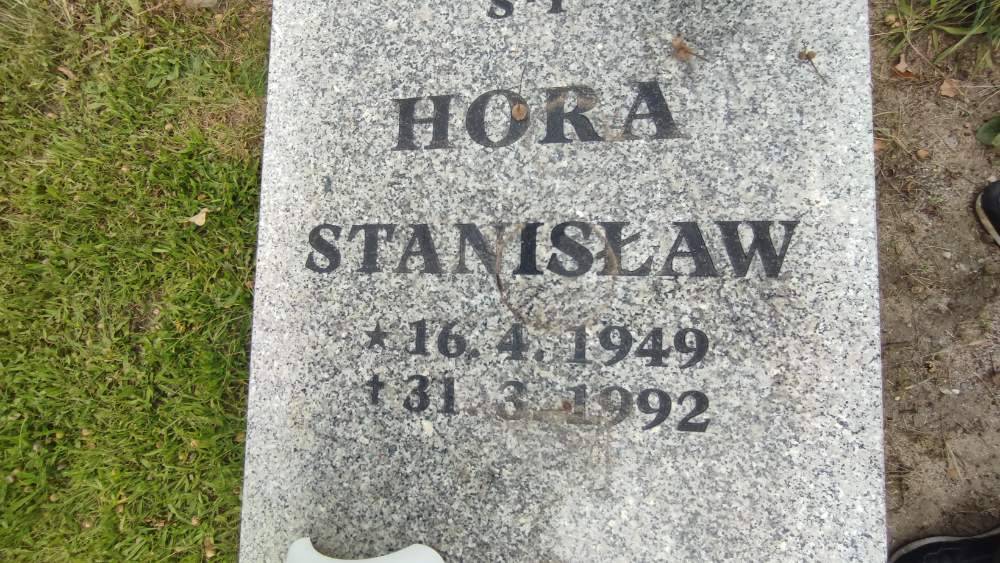 HORA
STANISŁAW
★ 16. 4. 1949
† 31 3. 1992